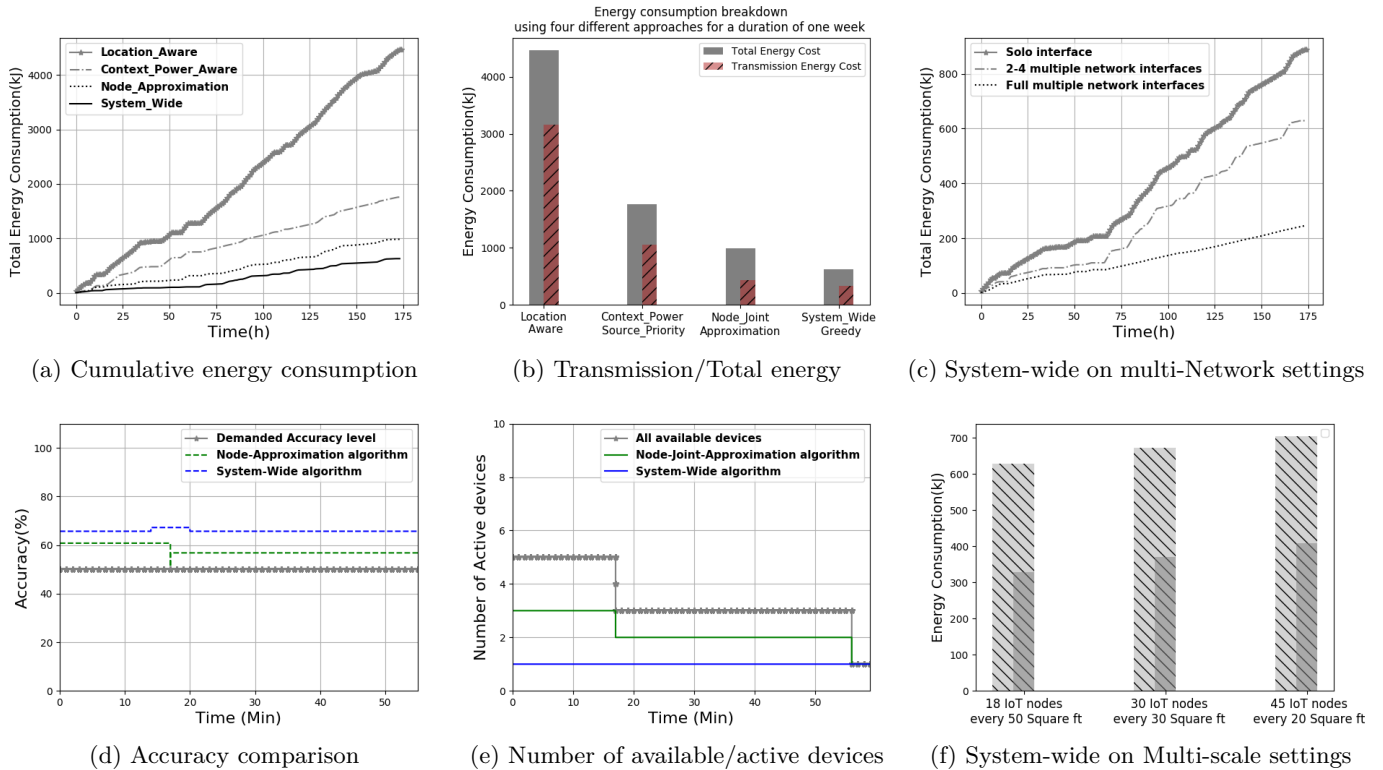 Location_Aware
Context_Power_Aware
Node_Approximation
System_Wide
Total Energy Consumption(kJ)
4000
3000
2000
1000
0
0 25 50 75 100 125 150 175
Time(h)
(a) Cumulative energy consumption
Energy consumption breakdown
using four different approaches for a duration of one week
Total Energy Cost
Transmission Energy Cost
Energy Consumption(kJ)
4000
3000
2000
1000
0
Location Context_Power Node_Joint System_Wide
Aware Source_Priority Approximation Greedy
(b) Transmission/Total energy
Solo interface
2-4 multiple network interfaces
Full multiple network interfaces
Total Energy Consumption(kJ)
800
600
400
200
0
0 25 50 75 100 125 150 175
Time(h)
(c) System-wide on multi-Network settings
Demanded Accuracy level
Node-Approximation algorithm
System-Wide algorithm
Accuracy(%)
100
80
60
40
20
0
0 10 20 30 40 50
Time (Min)
(d) Accuracy comparison
All available devices
Node-Joint-Approximation algorithm
System-Wide algorithm
Number of Active devices
10
8
6
4
2
0
0 10 20 30 40 50
Time (Min)
(e) Number of available/active devices
Energy Consumption(kJ)
700
600
500
400
300
200
100
0
18 IoT nodes 30 IoT nodes 45 IoT nodes
every 50 Square ft every 30 Square ft every 20 Square ft
(f) System-wide on Multi-scale settings